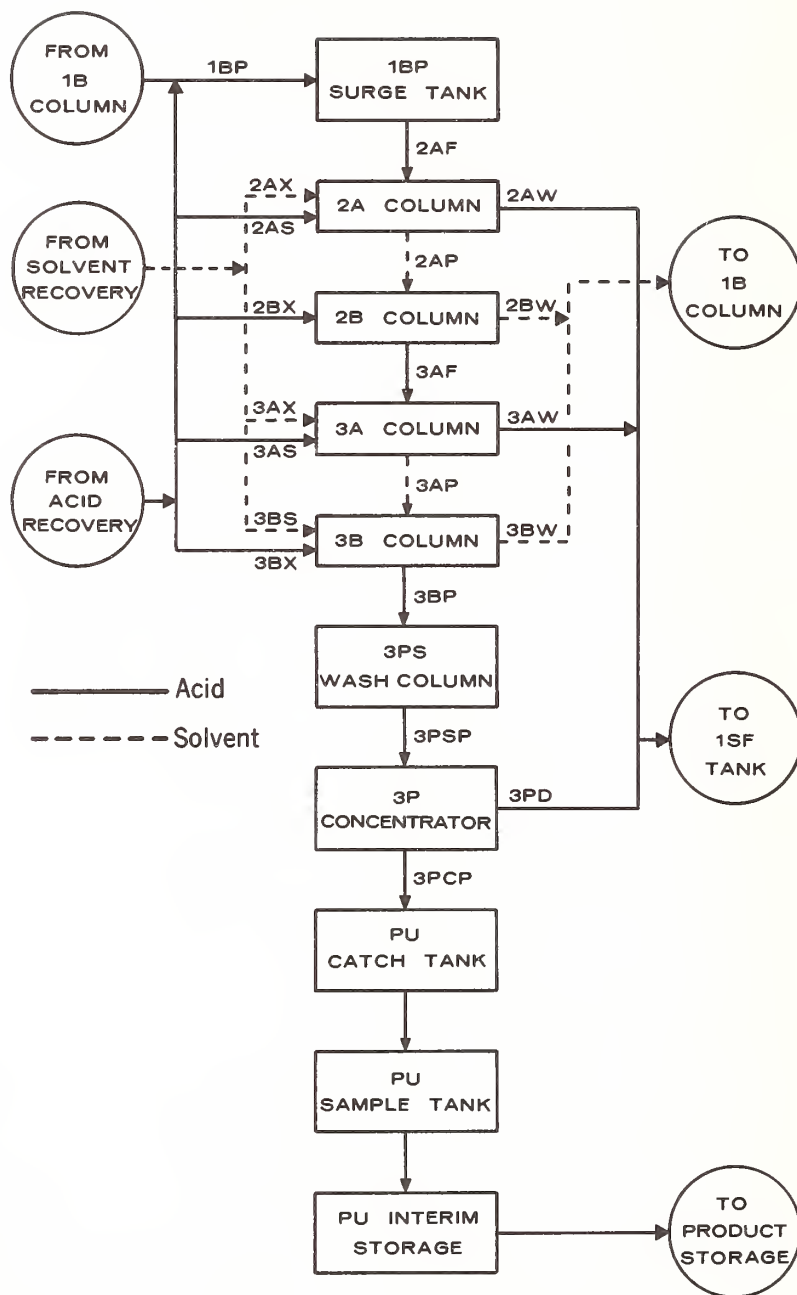 FROM
1B
COLUMN
1BP
1BP
SURGE TANK
2AF
2AX
2AS
2A COLUMN
2AW
FROM
SOLVENT
RECOVERY
2AP
TO
1B
COLUMN
2BX
2B COLUMN
2BW
3AF
3AX
3AS
3A COLUMN
3AW
FROM
ACID
RECOVERY
3AP
3BS
3BX
3B COLUMN
3BW
3BP
3PS
WASH COLUMN
Acid
Solvent
3PSP
TO
1SF
TANK
3P
CONCENTRATOR
3PD
3PCP
PU
CATCH TANK
PU
SAMPLE TANK
PU INTERIM
STORAGE
TO
PRODUCT
STORAGE